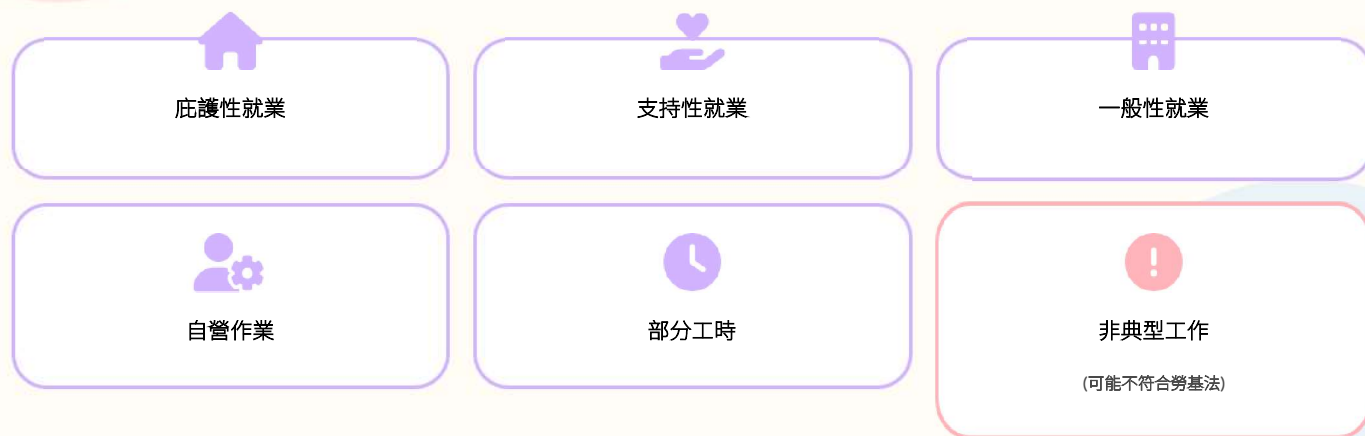 庇護性就業
支持性就業
一般性就業
自營作業
部分工時
非典型工作
(可能不符合勞基法)